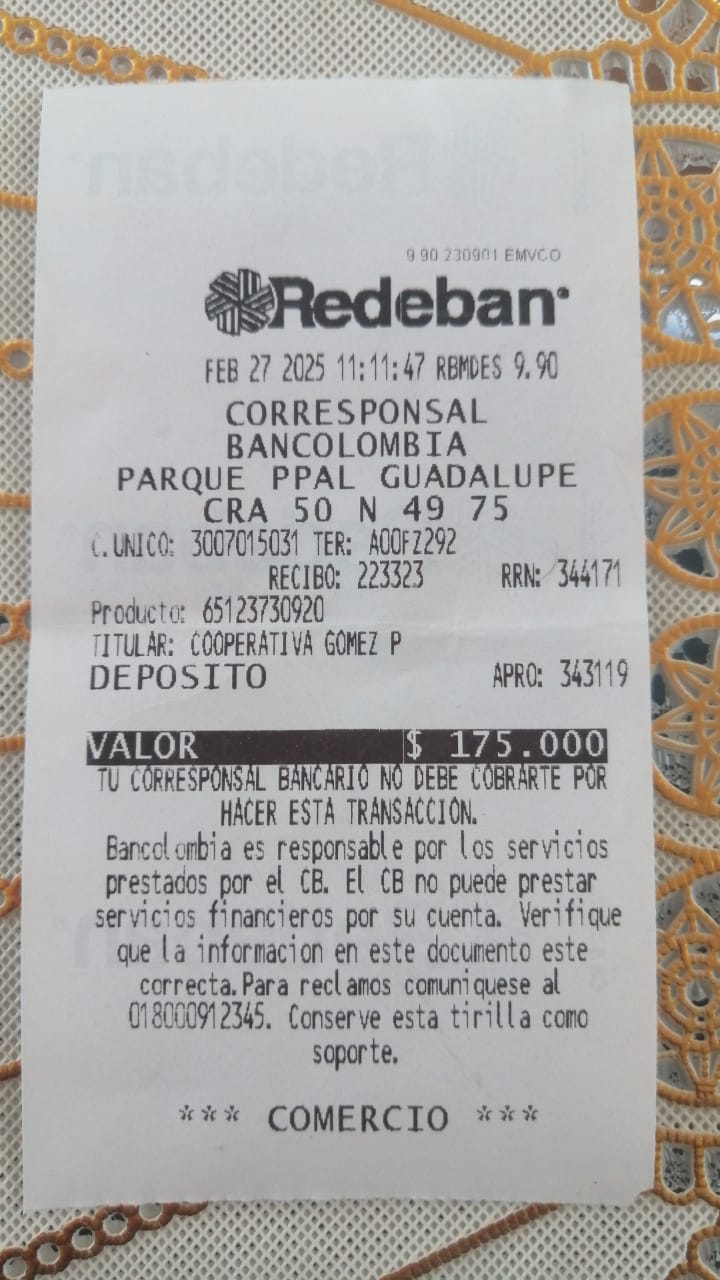 9 90 230901 EMVCO
Redeban
FEB 27 2025 11:11:47 RBMDES 9.90
CORRESPONSAL
BANCOLOMBIA
PARQUE PPAL GUADALUPE
CRA 50 N 49 75
C.UNICO: 3007015031 TER: A00FZ292
RECIBO: 223323 RRN: 344171
Producto: 65123730920
TITULAR: COOPERATIVA GOMEZ P
DEPOSITO APRO: 343119
VALOR $ 175.000
TU CORRESPONSAL BANCARIO NO DEBE COBRARTE POR
HACER ESTA TRANSACCION.
Bancolombia es responsable por los servicios
prestados por el CB. El CB no puede prestar
servicios financieros por su cuenta. Verifique
que la informacion en este documento este
correcta.Para reclamos comuniquese al
018000912345. Conserve esta tirilla como
soporte.
*** COMERCIO ***